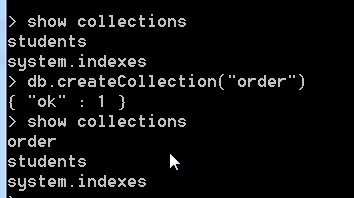 > show collections
students
system.indexes
> db.createCollection("order")
{ "ok" : 1 }
> show collections
order
students
system.indexes